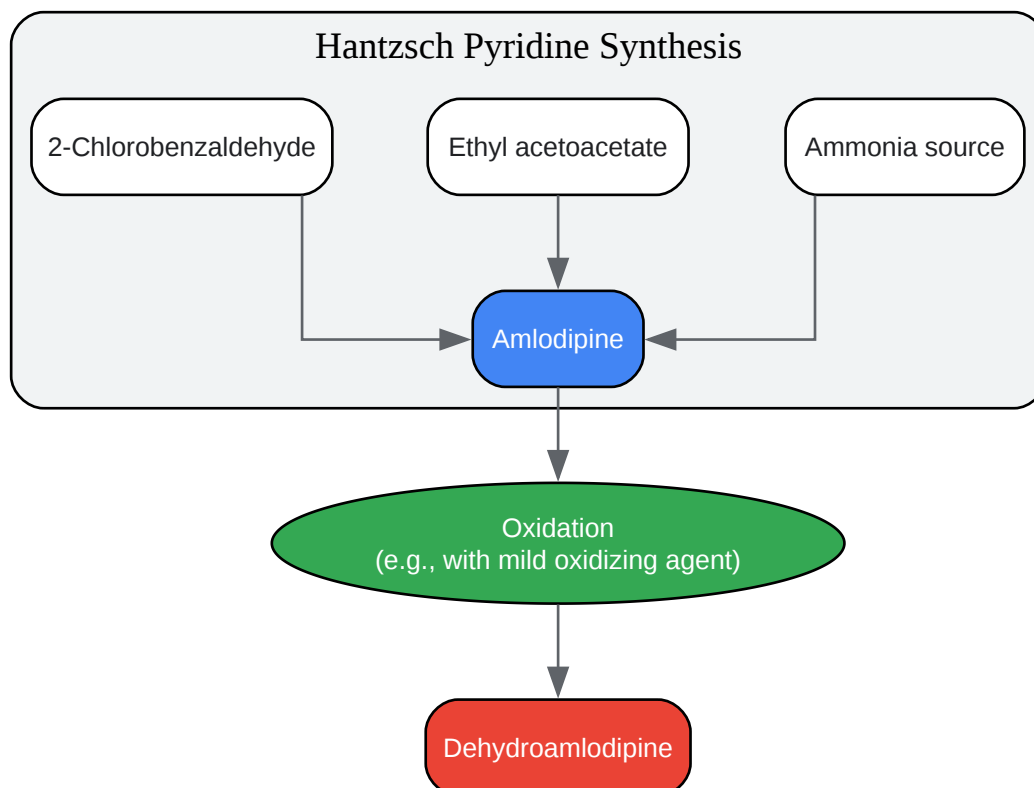 Hantzsch Pyridine Synthesis
2-Chlorobenzaldehyde
Ethyl acetoacetate
Ammonia source
Amlodipine
Oxidation
(e.g., with mild oxidizing agent)
Dehydroamlodipine